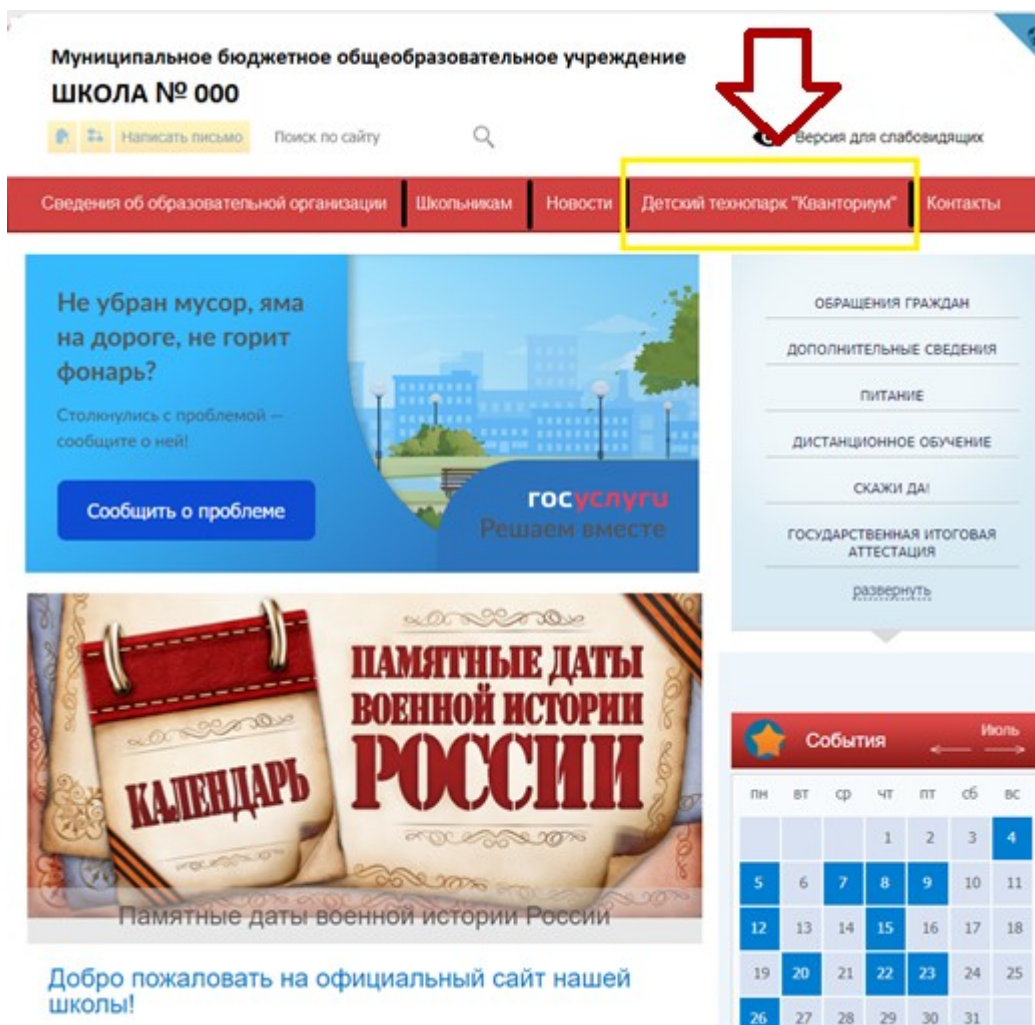 Муниципальное бюджетное общеобразовательное учреждение
ШКОЛА № 000
Написать письмо
Поиск по сайту
Версия для слабовидящих
Сведения об образовательной организации
Школьникам
Новости
Детский технопарк "Кванториум"
Контакты
Не убран мусор, яма
на дороге, не горит
фонарь?
Столкнулись с проблемой —
сообщите о ней!
Сообщить о проблеме
госуслуги
Решаем вместе
ОБРАЩЕНИЯ ГРАЖДАН
ДОПОЛНИТЕЛЬНЫЕ СВЕДЕНИЯ
ПИТАНИЕ
ДИСТАНЦИОННОЕ ОБУЧЕНИЕ
СКАЖИ ДА!
ГОСУДАРСТВЕННАЯ ИТОГОВАЯ
АТТЕСТАЦИЯ
развернуть
КАЛЕНДАРЬ
ПАМЯТНЫЕ ДАТЫ
ВОЕННОЙ ИСТОРИИ
РОССИИ
Памятные даты военной истории России
Добро пожаловать на официальный сайт нашей
школы!
События
Июль
пн вт ср чт пт сб вс
1 2 3 4
5 6 7 8 9 10 11
12 13 14 15 16 17 18
19 20 21 22 23 24 25
26 27 28 29 30 31